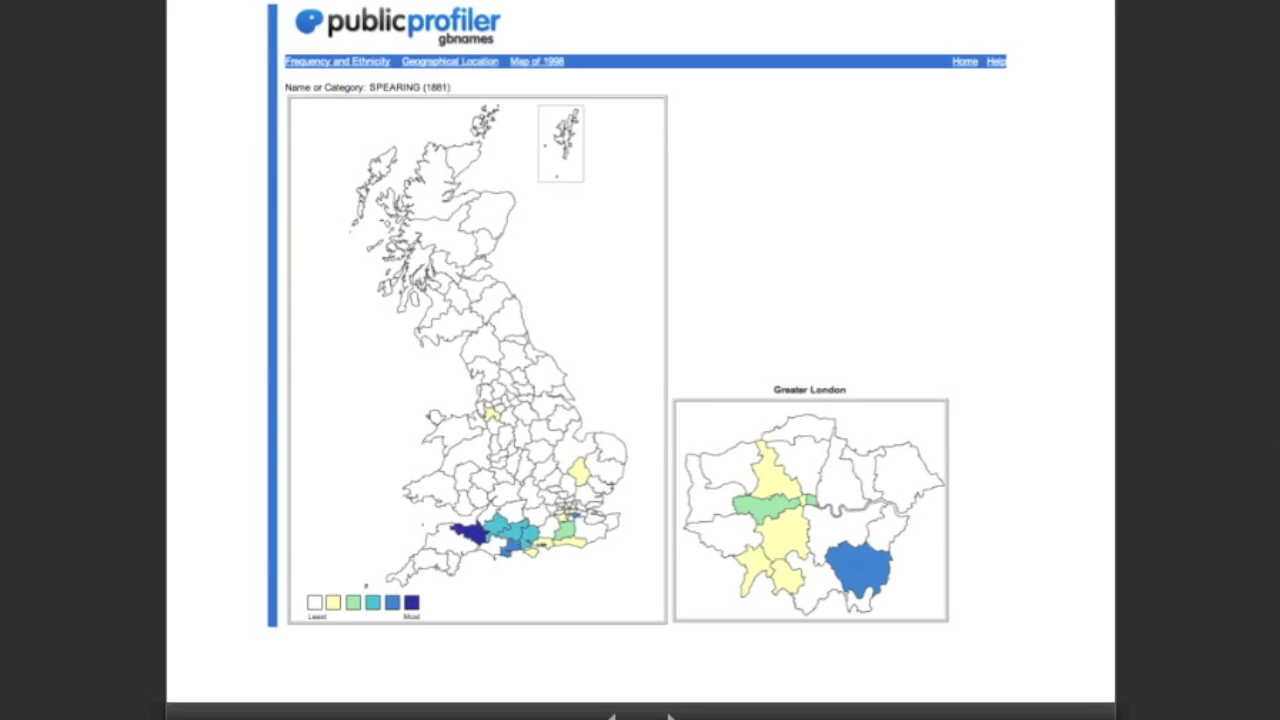 publicprofiler
gbnames
Frequency and Ethnicity Geographical Location Map of 1998 Home Help
Name or Category: SPEARING (1881)
Greater London
Least Most